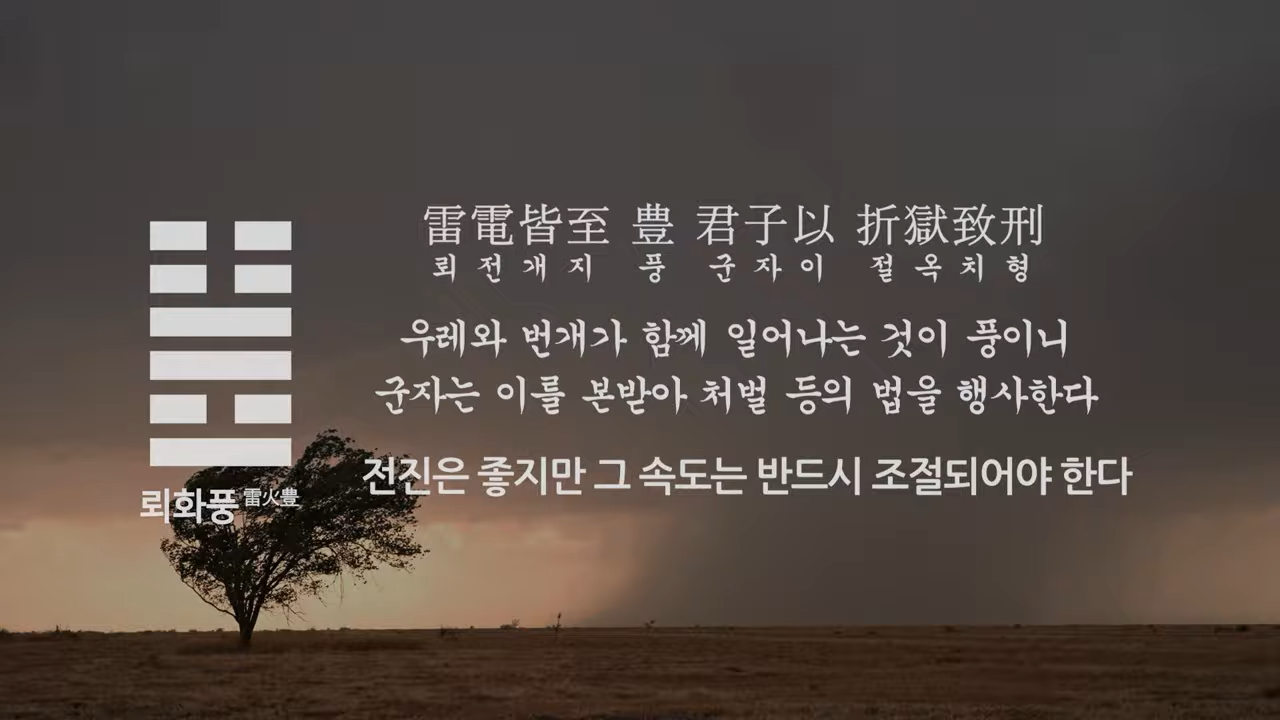 雷電皆至 豊 君子以 折獄致刑
뢰전개지 풍 군자이 절옥치형
우레와 번개가 함께 일어나는 것이 풍이니
군자는 이를 본받아 처벌 등의 법을 행사한다
전진은 좋지만 그 속도는 반드시 조절되어야 한다
뢰화풍 雷火豊